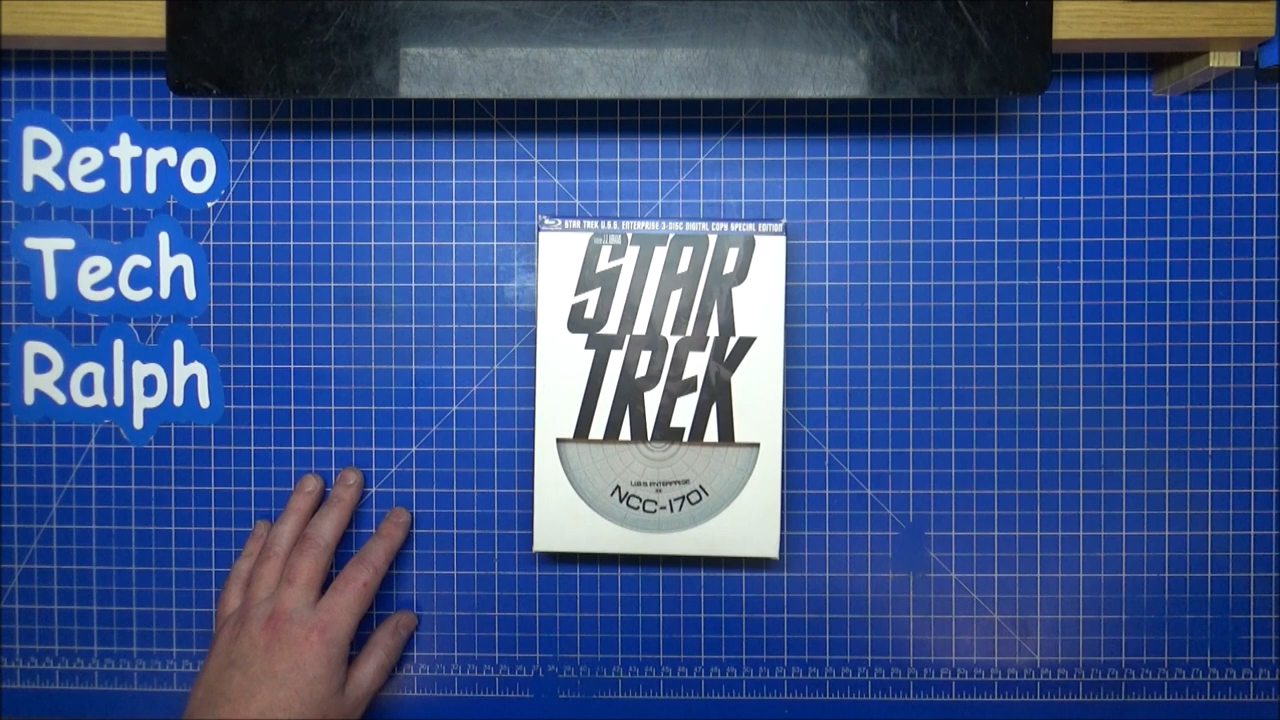 Retro
Tech
Ralph
STAR TREK U.S.S. ENTERPRISE 3-DISC DIGITAL COPY SPECIAL EDITION
STAR
TREK
U.S.S. ENTERPRISE
NCC-1701